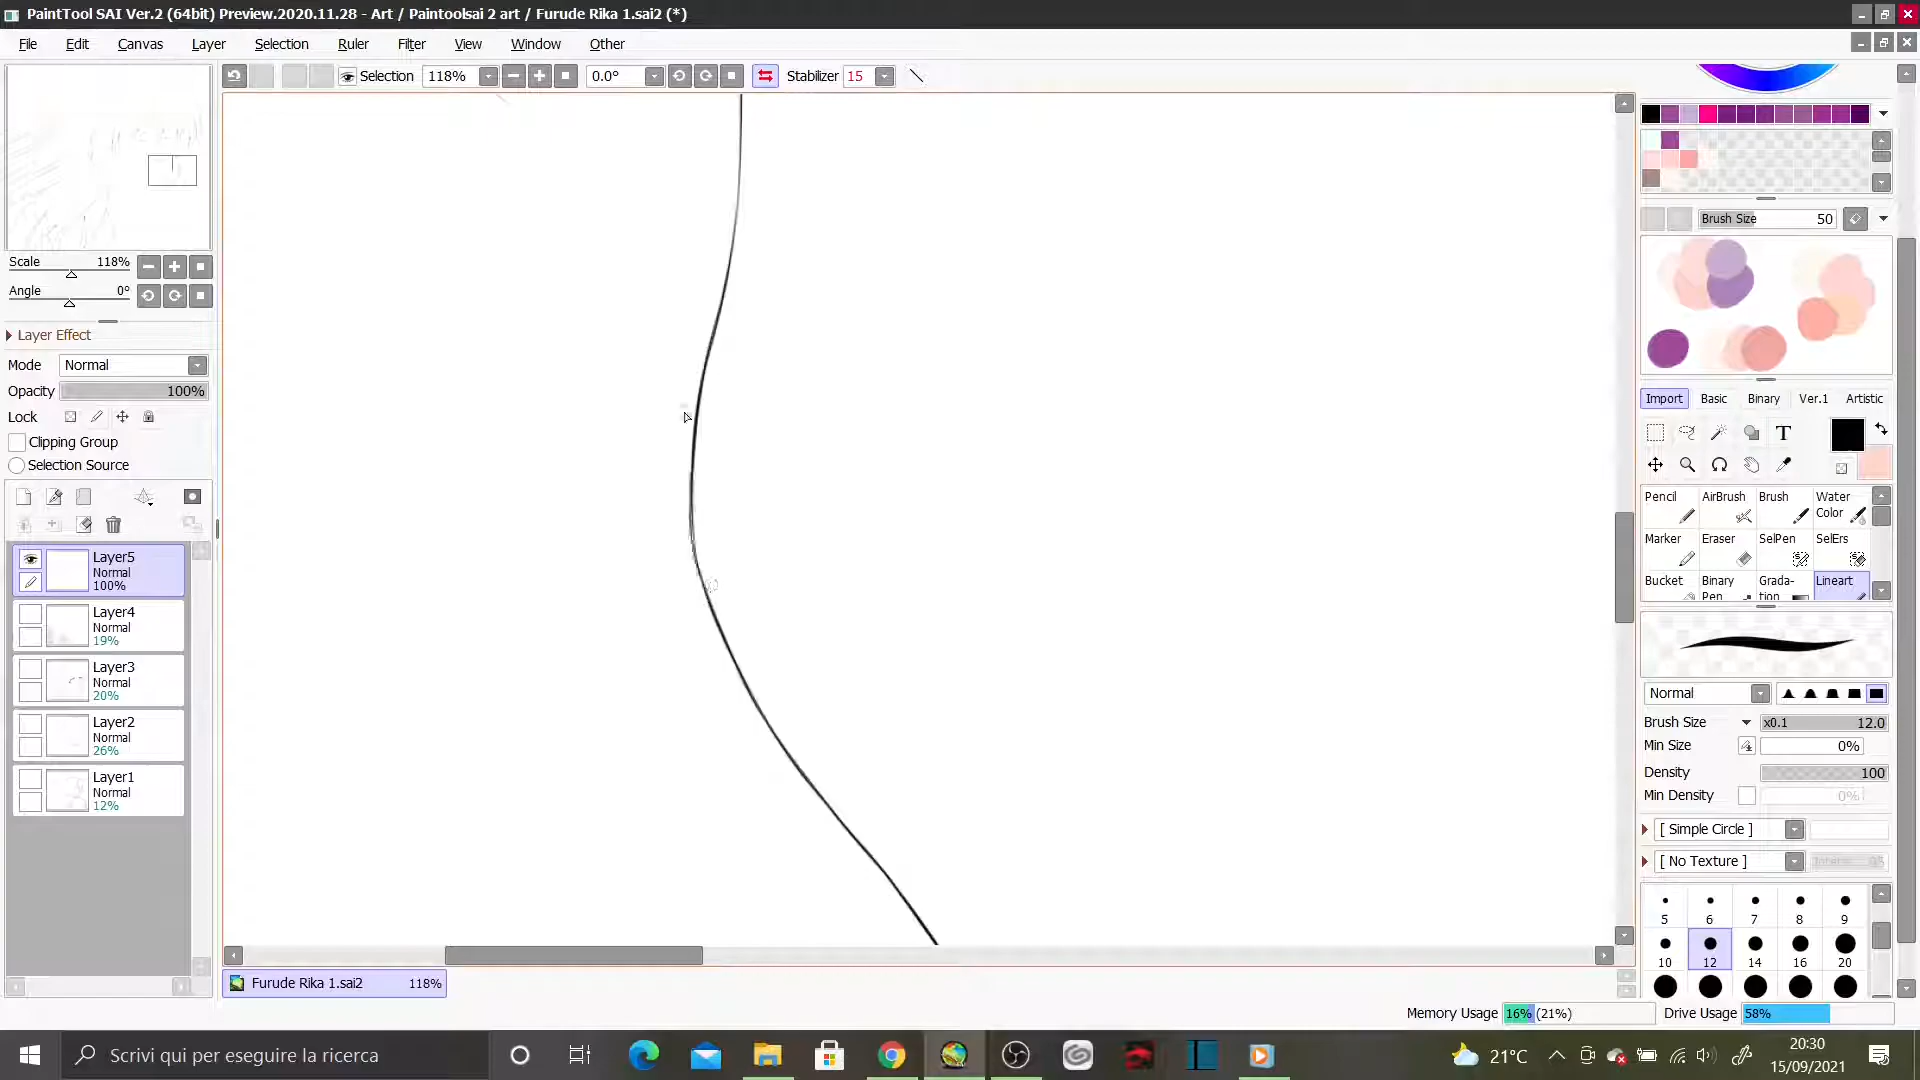 PaintTool SAI Ver.2 (64bit) Preview.2020.11.28 - Art / Paintoolsai 2 art / Furude Rika 1.sai2 (*)
File Edit Canvas Layer Selection Ruler Filter View Window Other
Selection 118% 0.0° Stabilizer 15
Scale 118%
Angle 0°
Layer Effect
Mode Normal
Opacity 100%
Lock
Clipping Group
Selection Source
Layer5
Normal
100%
Layer4
Normal
19%
Layer3
Normal
20%
Layer2
Normal
26%
Layer1
Normal
12%
Furude Rika 1.sai2 118%
Brush Size 50
Import Basic Binary Ver.1 Artistic
T
Pencil AirBrush Brush Water Color
Marker Eraser SelPen SelErs
Bucket Binary Pen Grada-tion Lineart
Normal
Brush Size x0.1 12.0
Min Size 0%
Density 100
Min Density 0%
[ Simple Circle ]
[ No Texture ]
5 6 7 8 9
10 12 14 16 20
Memory Usage 16% (21%) Drive Usage 58%
Scrivi qui per eseguire la ricerca
21°C
20:30
15/09/2021